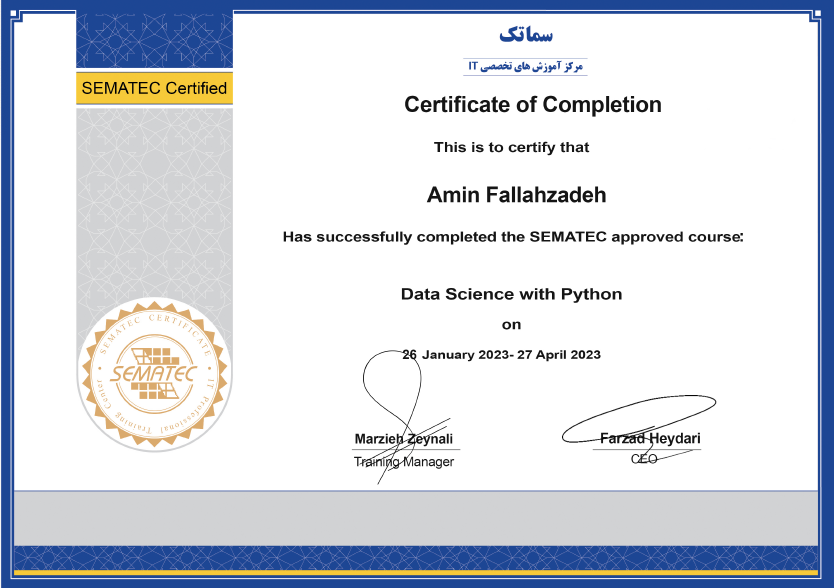 سماتک
مرکز آموزش های تخصصی IT
SEMATEC Certified
Certificate of Completion
This is to certify that
Amin Fallahzadeh
Has successfully completed the SEMATEC approved course:
Data Science with Python
on
26 January 2023- 27 April 2023
SEMATEC CERTIFICATE
SEMATEC
IT Professional Training Center
Marzieh Zeynali
Training Manager
Farzad Heydari
CEO